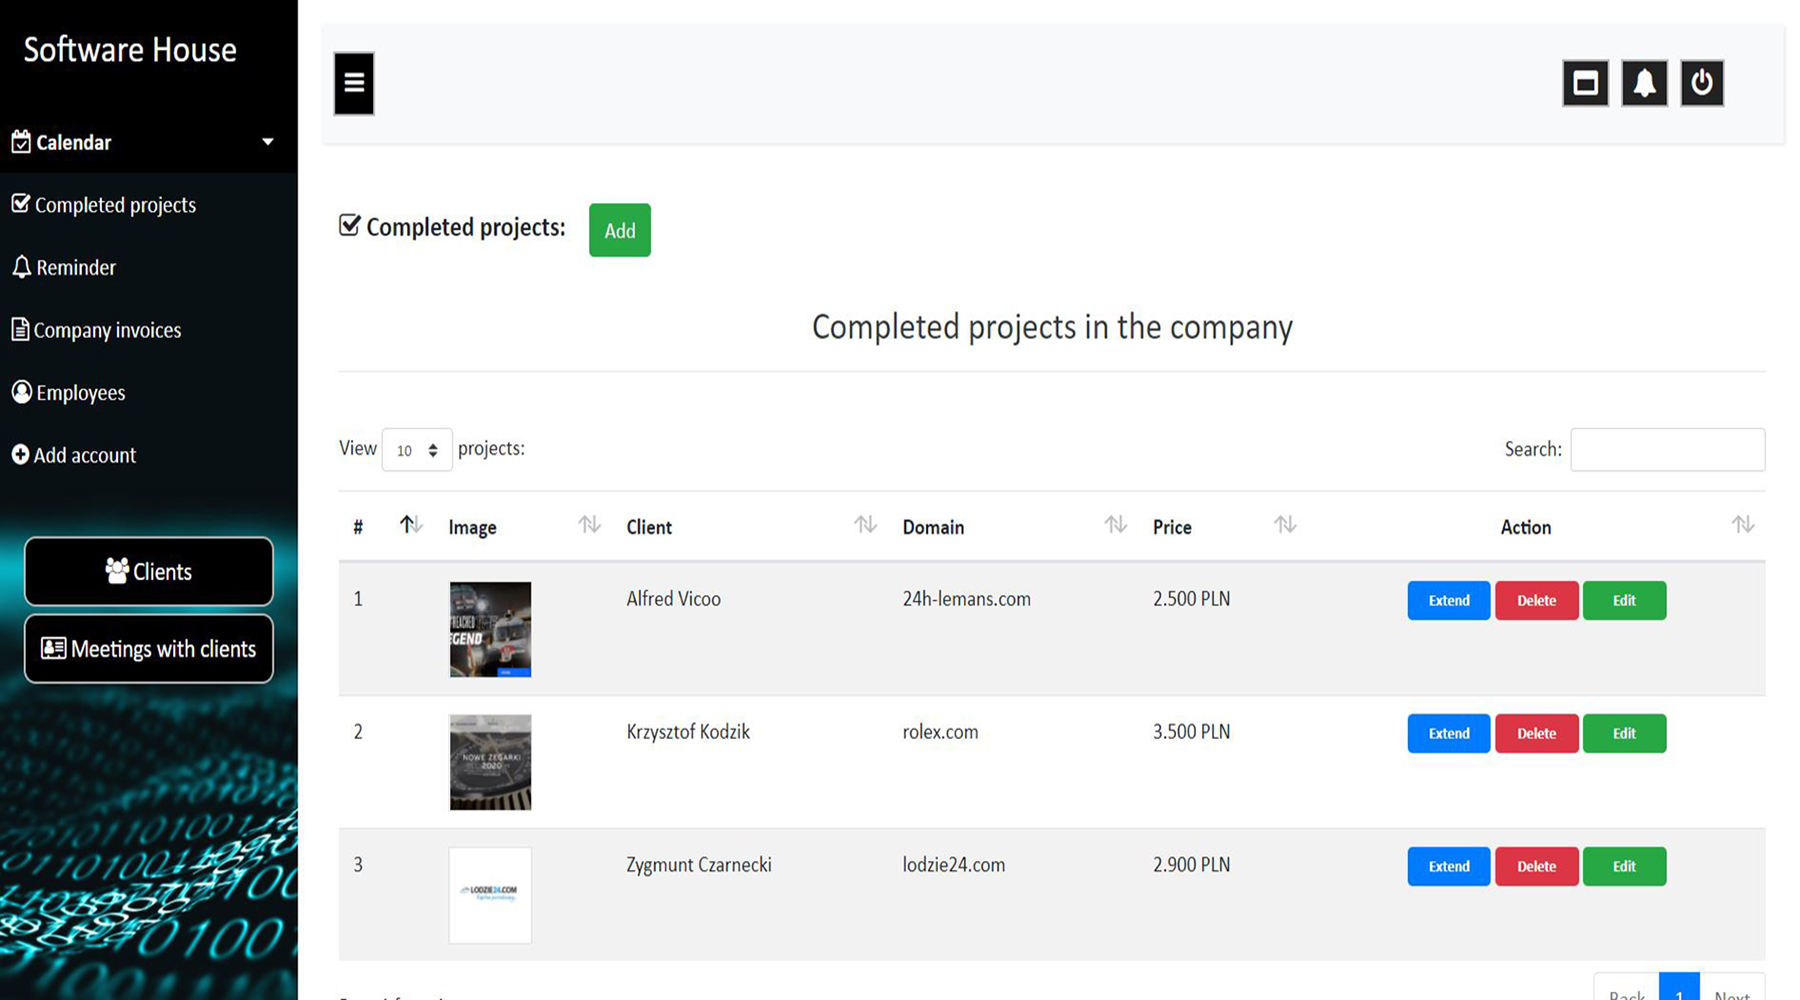 Software House
Calendar
Completed projects
Reminder
Company invoices
Employees
Add account
Clients
Meetings with clients
Completed projects: Add
Completed projects in the company
View 10 projects: Search:
# Image Client Domain Price Action
1 Alfred Vicoo 24h-lemans.com 2.500 PLN Extend Delete Edit
2 NOWE ZEGARKI 2020 Krzysztof Kodzik rolex.com 3.500 PLN Extend Delete Edit
3 LODZIE24.COM Zygmunt Czarnecki lodzie24.com 2.900 PLN Extend Delete Edit
Back 1 Next